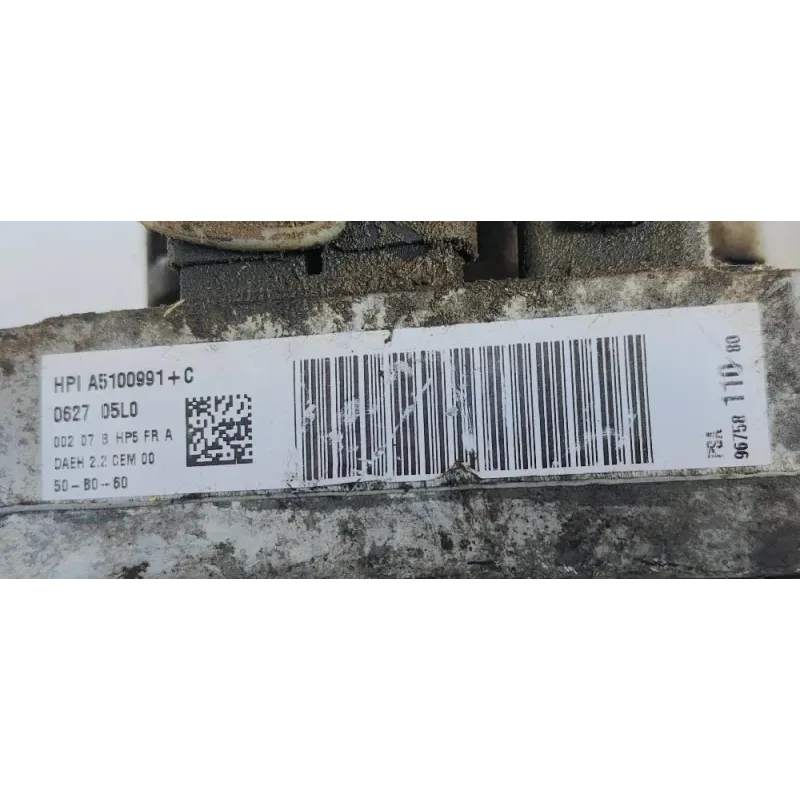 HPI A5100991+C
0627 05L0
002 07 B HP5 FR A
DAEH 2.2 CEM 00
50-B0-60
PSA
96758 110 80